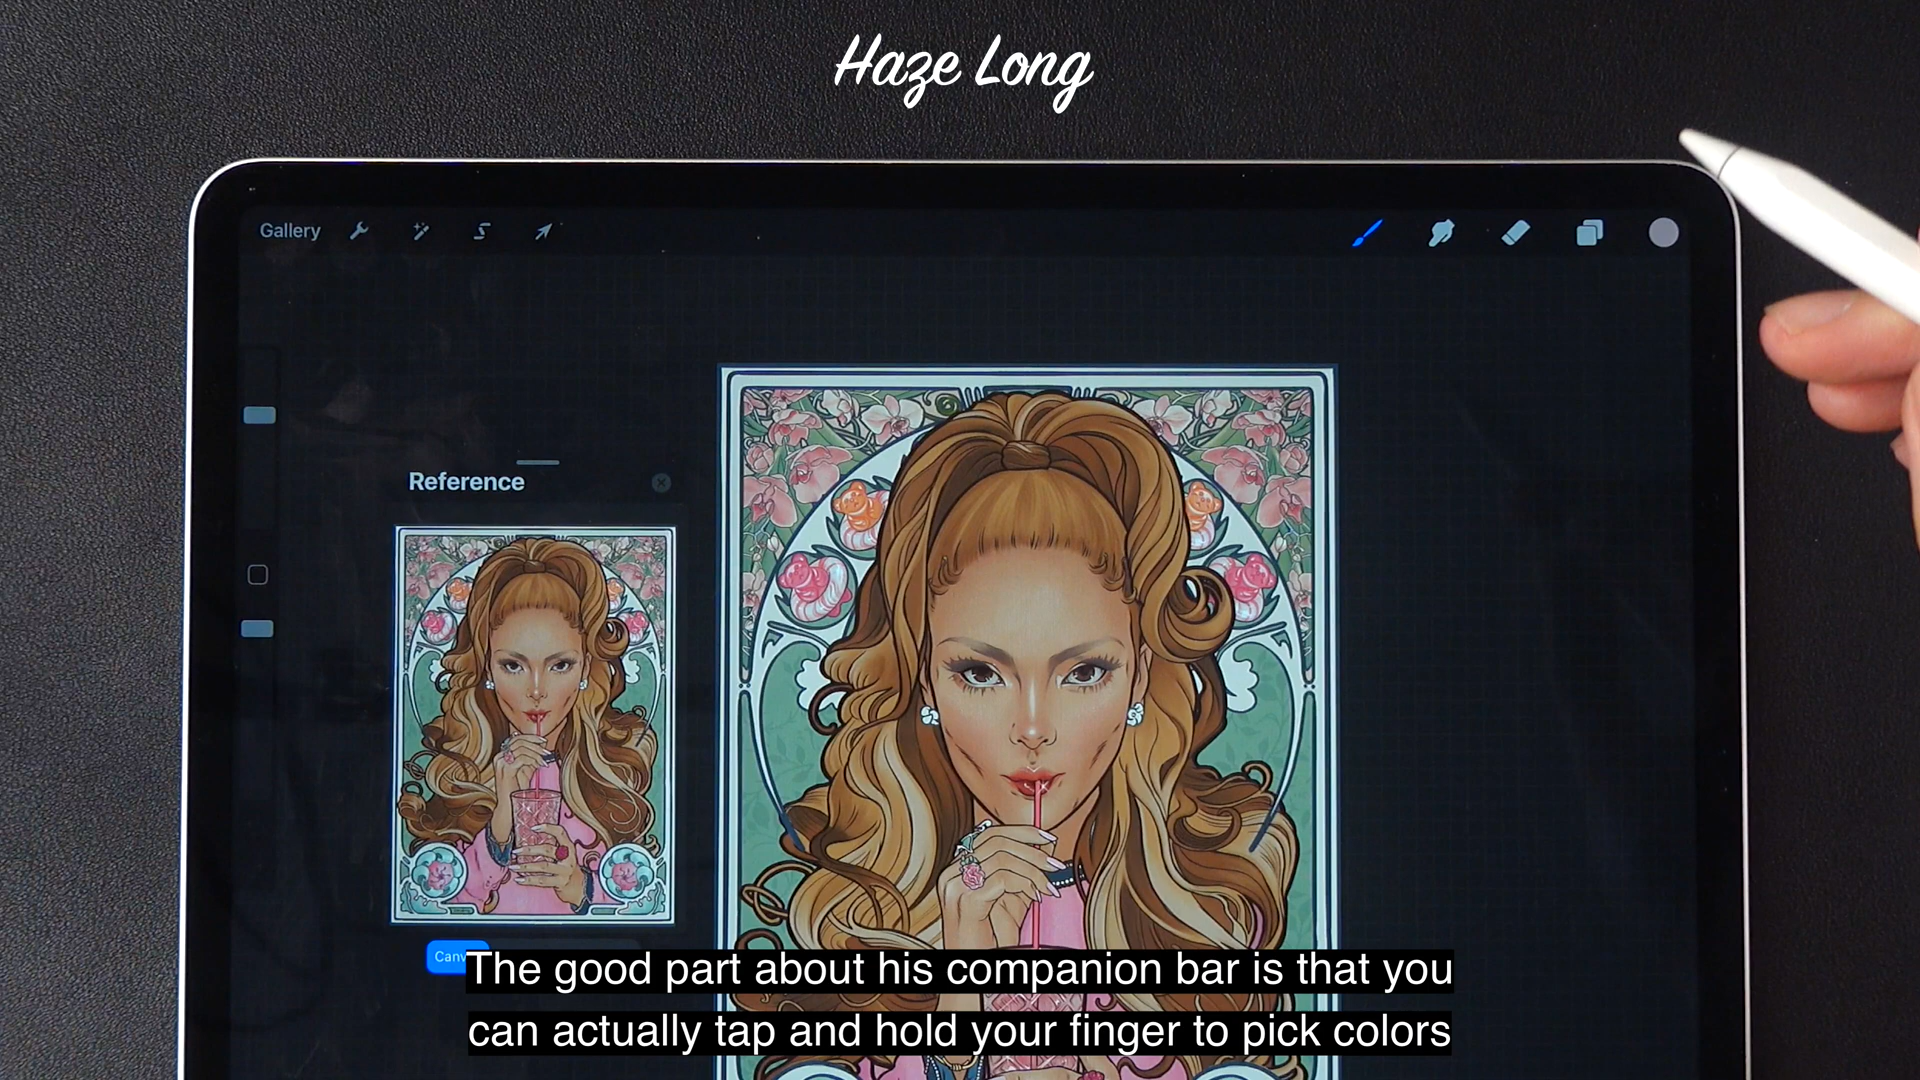 Haze Long
Gallery
Reference
The good part about his companion bar is that you
can actually tap and hold your finger to pick colors